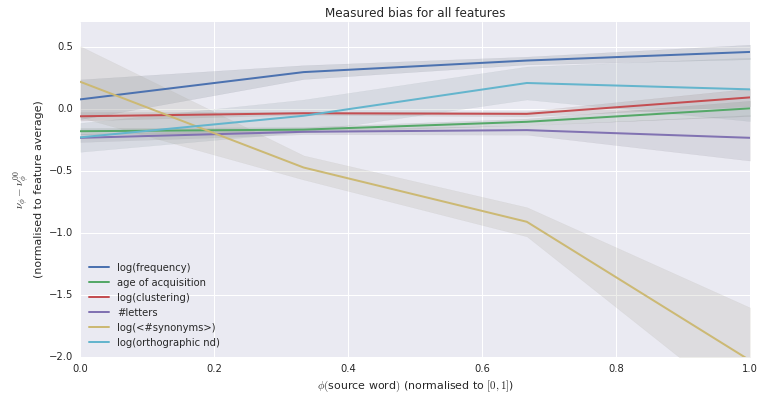 Measured bias for all features
ν_ϕ − ν_ϕ^00
(normalised to feature average)
0.5
0.0
−0.5
−1.0
−1.5
−2.0
log(frequency)
age of acquisition
log(clustering)
#letters
log(<#synonyms>)
log(orthographic nd)
0.0 0.2 0.4 0.6 0.8 1.0
ϕ(source word) (normalised to [0, 1])